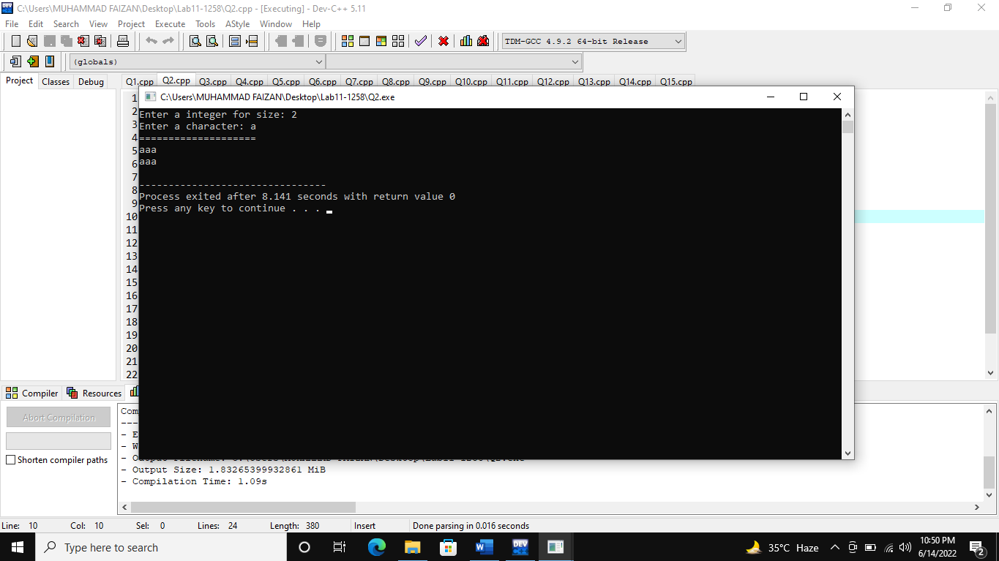 C:\Users\MUHAMMAD FAIZAN\Desktop\Lab11-1258\Q2.cpp - [Executing] - Dev-C++ 5.11
File Edit Search View Project Execute Tools AStyle Window Help
TDM-GCC 4.9.2 64-bit Release
(globals)
Project Classes Debug Q1.cpp Q2.cpp Q3.cpp Q4.cpp Q5.cpp Q6.cpp Q7.cpp Q8.cpp Q9.cpp Q10.cpp Q11.cpp Q12.cpp Q13.cpp Q14.cpp Q15.cpp
C:\Users\MUHAMMAD FAIZAN\Desktop\Lab11-1258\Q2.exe
Enter a integer for size: 2
Enter a character: a
====================
aaa
aaa
--------------------------------
Process exited after 8.141 seconds with return value 0
Press any key to continue . . .
1
2
3
4
5
6
7
8
9
10
11
12
13
14
15
16
17
18
19
20
21
22
Compiler Resources
Abort Compilation
Shorten compiler paths
- Output Size: 1.83265399932861 MiB
- Compilation Time: 1.09s
Line: 10 Col: 10 Sel: 0 Lines: 24 Length: 380 Insert Done parsing in 0.016 seconds
Type here to search
35°C Haze
10:50 PM
6/14/2022
2